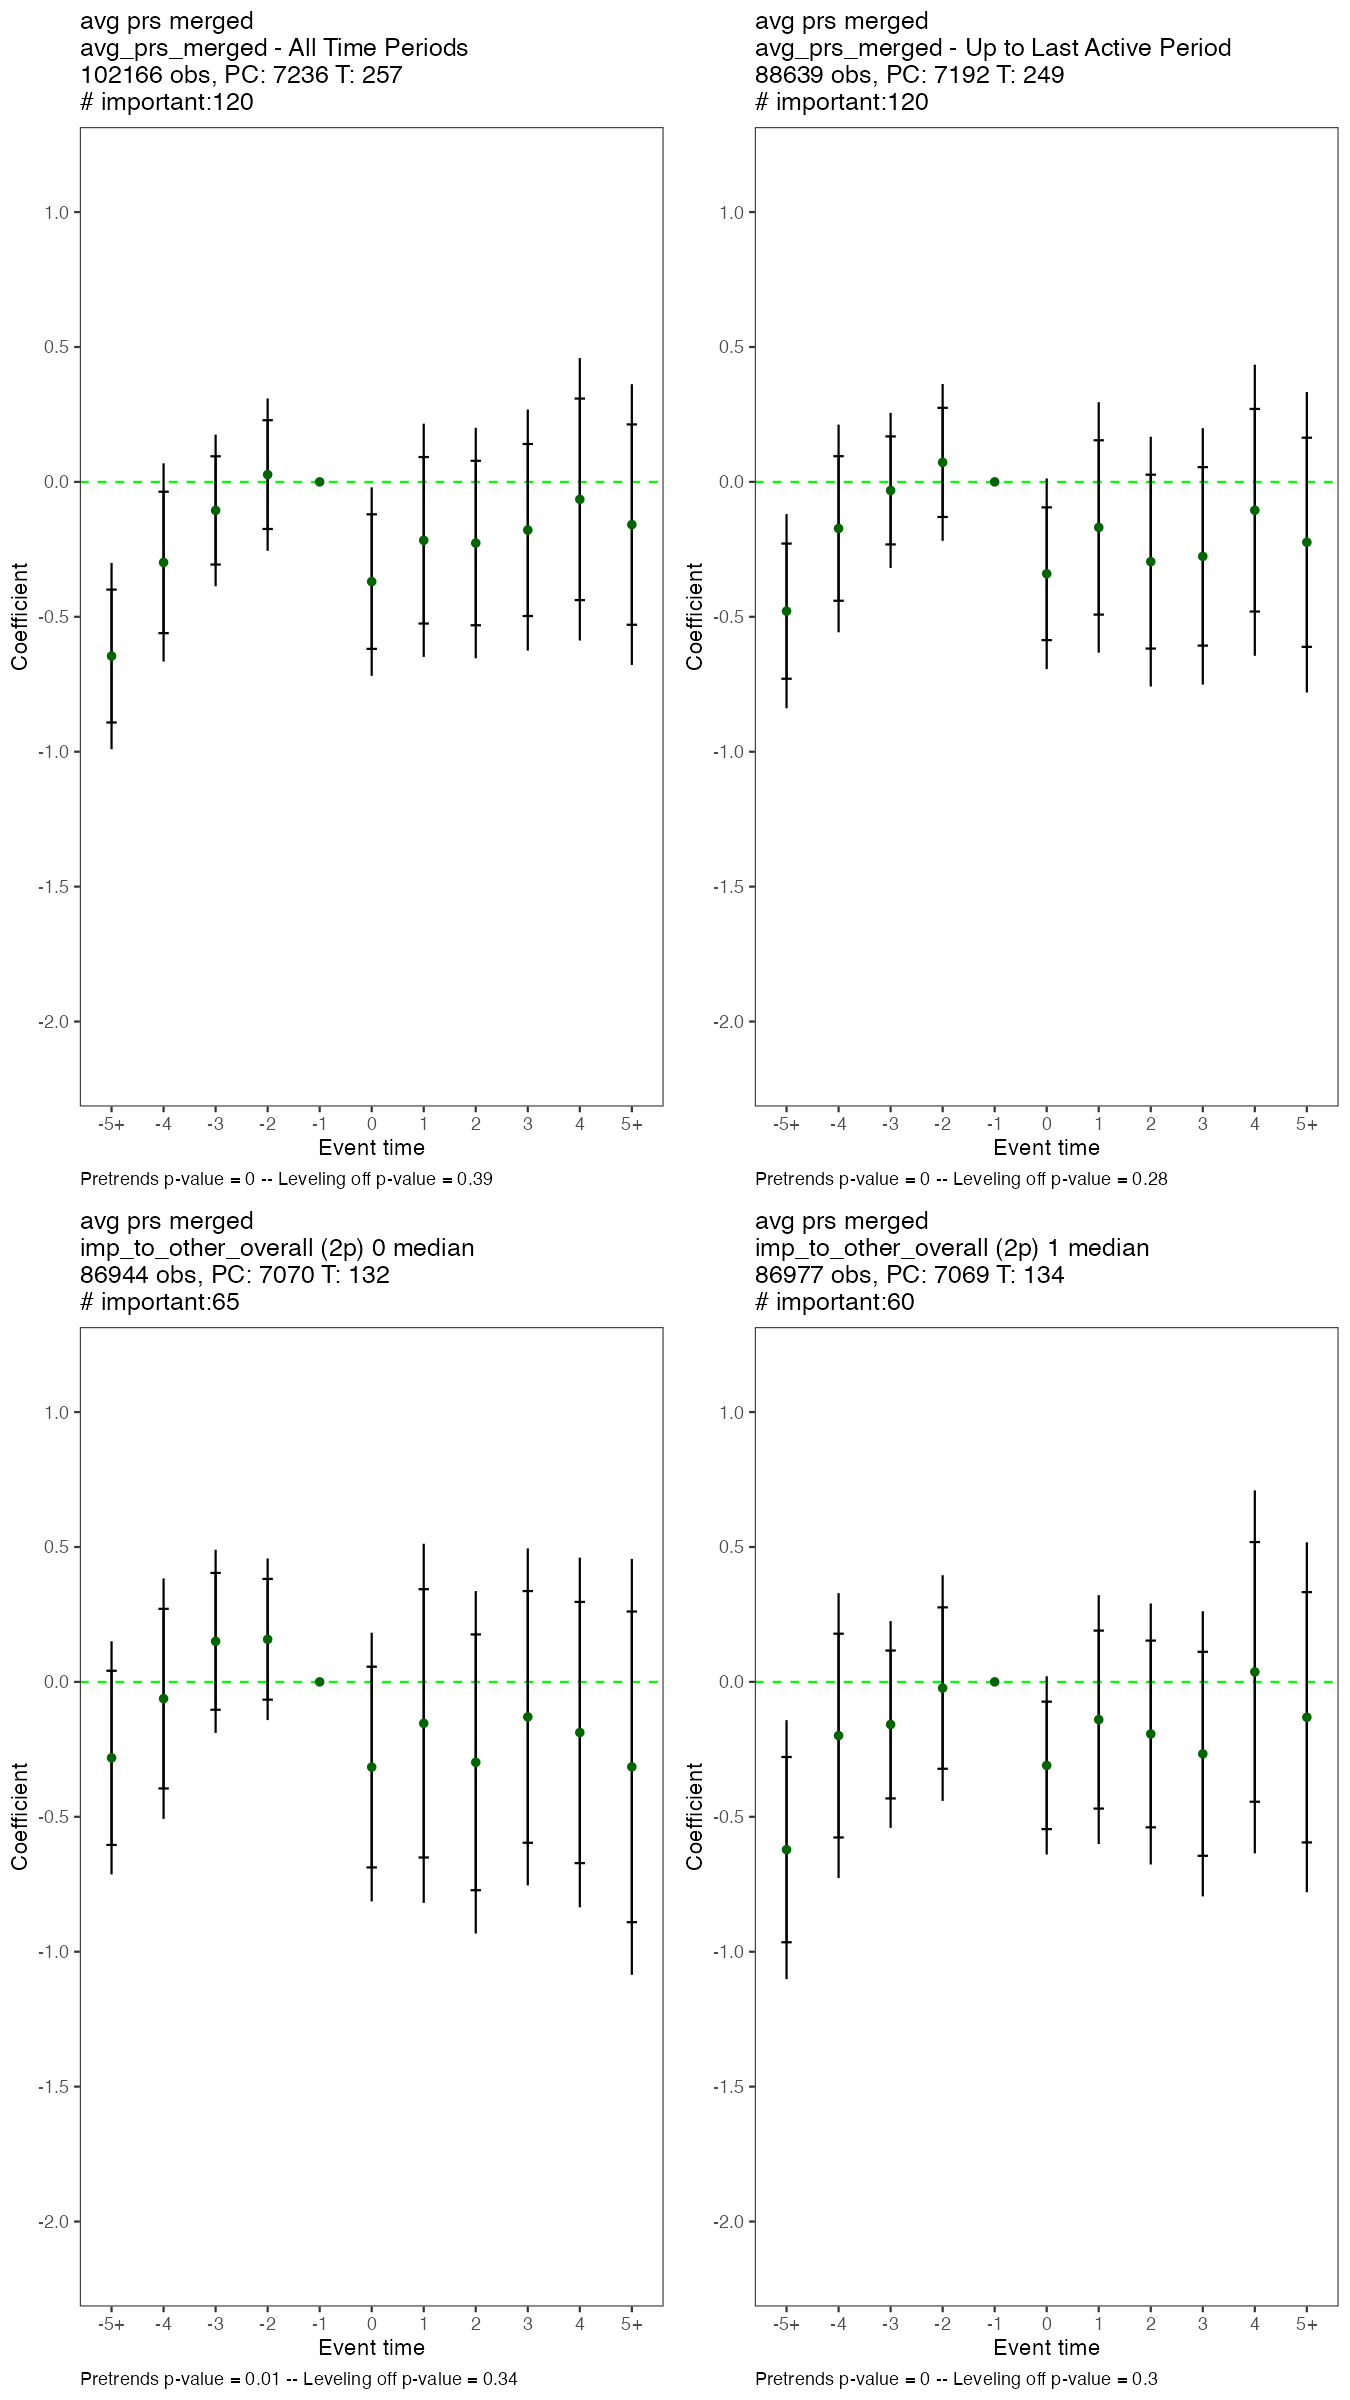 avg prs merged
avg_prs_merged - All Time Periods
102166 obs, PC: 7236 T: 257
# important:120
1.0
0.5
0.0
-0.5
-1.0
-1.5
-2.0
Coefficient
-5+ -4 -3 -2 -1 0 1 2 3 4 5+
Event time
Pretrends p-value = 0 -- Leveling off p-value = 0.39
avg prs merged
avg_prs_merged - Up to Last Active Period
88639 obs, PC: 7192 T: 249
# important:120
1.0
0.5
0.0
-0.5
-1.0
-1.5
-2.0
Coefficient
-5+ -4 -3 -2 -1 0 1 2 3 4 5+
Event time
Pretrends p-value = 0 -- Leveling off p-value = 0.28
avg prs merged
imp_to_other_overall (2p) 0 median
86944 obs, PC: 7070 T: 132
# important:65
1.0
0.5
0.0
-0.5
-1.0
-1.5
-2.0
Coefficient
-5+ -4 -3 -2 -1 0 1 2 3 4 5+
Event time
Pretrends p-value = 0.01 -- Leveling off p-value = 0.34
avg prs merged
imp_to_other_overall (2p) 1 median
86977 obs, PC: 7069 T: 134
# important:60
1.0
0.5
0.0
-0.5
-1.0
-1.5
-2.0
Coefficient
-5+ -4 -3 -2 -1 0 1 2 3 4 5+
Event time
Pretrends p-value = 0 -- Leveling off p-value = 0.3